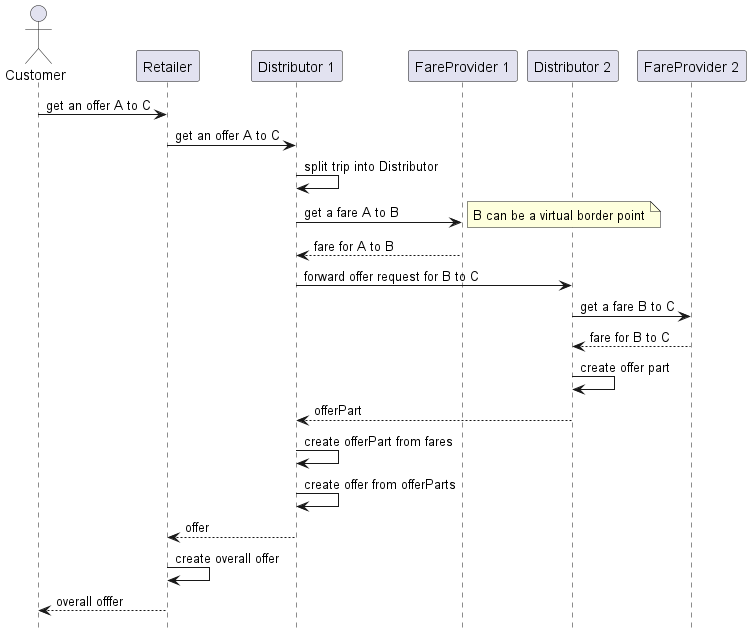 Customer
Retailer
Distributor 1
FareProvider 1
Distributor 2
FareProvider 2
get an offer A to C
get an offer A to C
split trip into Distributor
get a fare A to B
B can be a virtual border point
fare for A to B
forward offer request for B to C
get a fare B to C
fare for B to C
create offer part
offerPart
create offerPart from fares
create offer from offerParts
offer
create overall offer
overall offfer